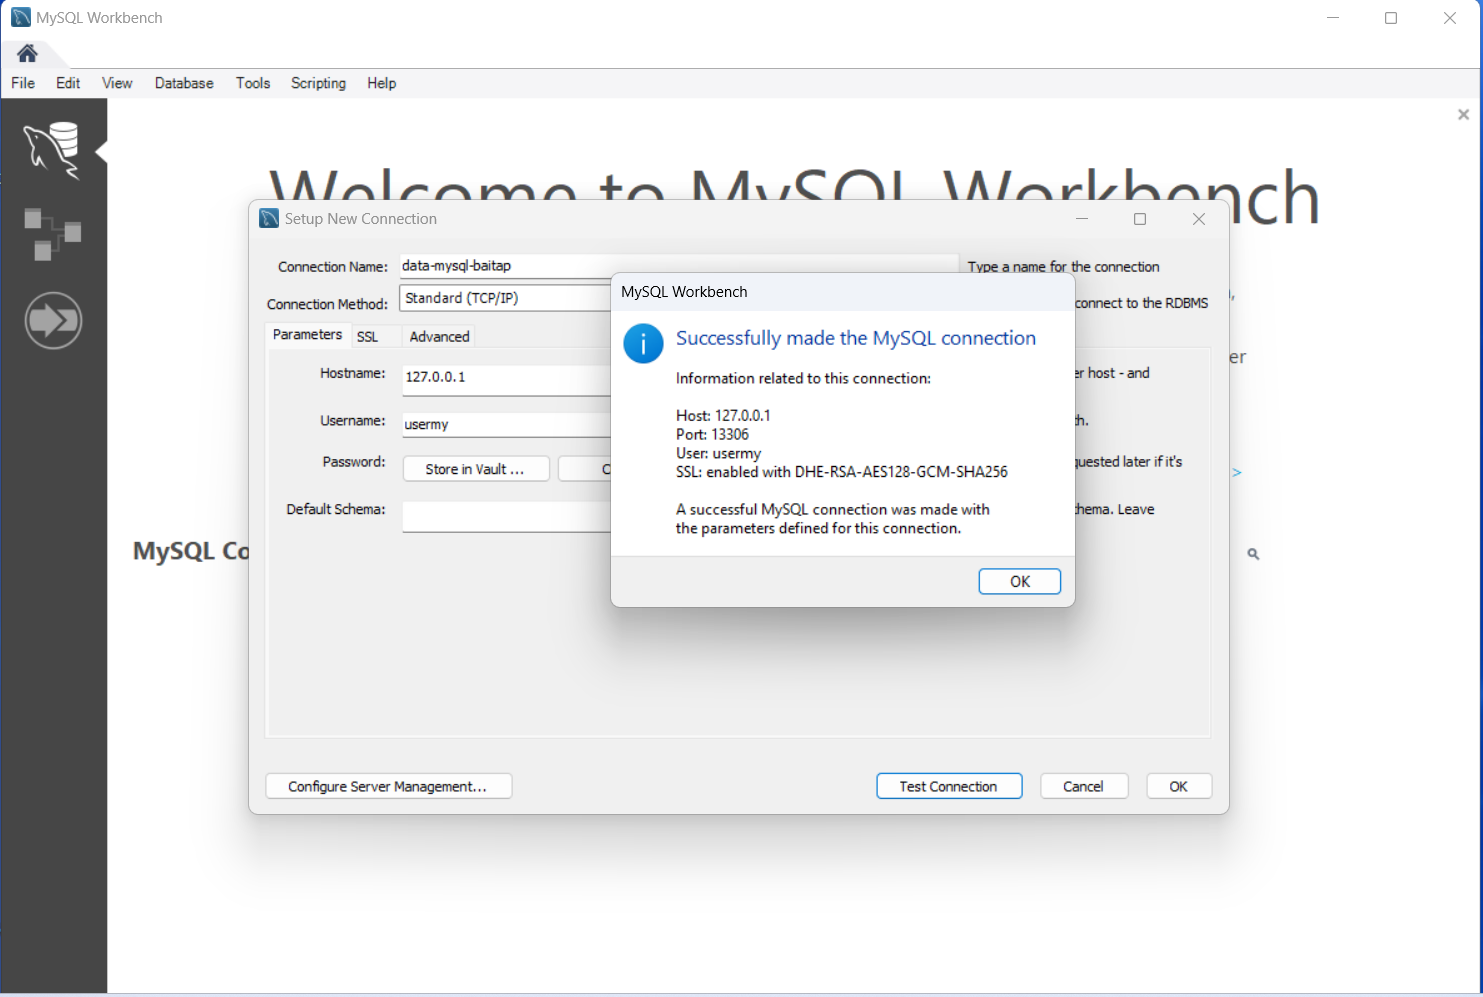 MySQL Workbench
File Edit View Database Tools Scripting Help
Welcome to MySQL Workbench
Setup New Connection
Connection Name: data-mysql-baitap Type a name for the connection
Connection Method: Standard (TCP/IP) connect to the RDBMS
Parameters SSL Advanced
Hostname: 127.0.0.1 er host - and
Username: usermy th.
Password: Store in Vault ... C uested later if it's
Default Schema: hema. Leave
MySQL Workbench
Successfully made the MySQL connection
Information related to this connection:
Host: 127.0.0.1
Port: 13306
User: usermy
SSL: enabled with DHE-RSA-AES128-GCM-SHA256
A successful MySQL connection was made with
the parameters defined for this connection.
OK
er
>
MySQL Co
Configure Server Management... Test Connection Cancel OK